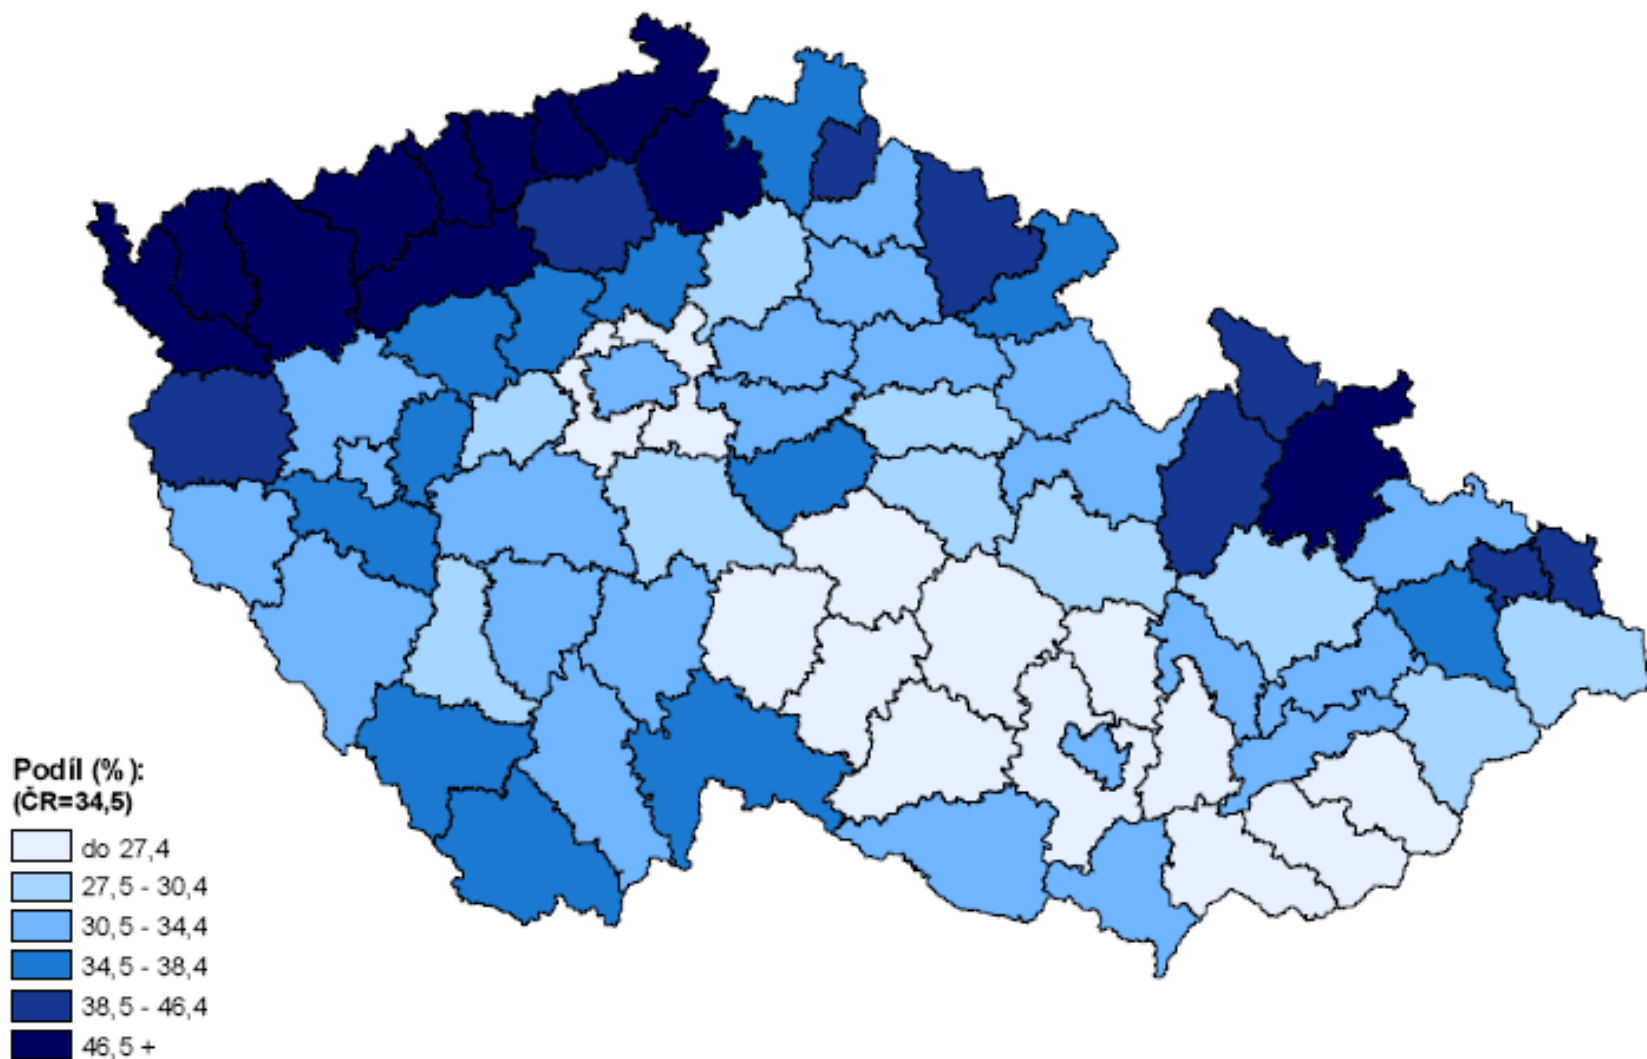 Podíl (%):
(ČR=34,5)
do 27,4
27,5 - 30,4
30,5 - 34,4
34,5 - 38,4
38,5 - 46,4
46,5 +